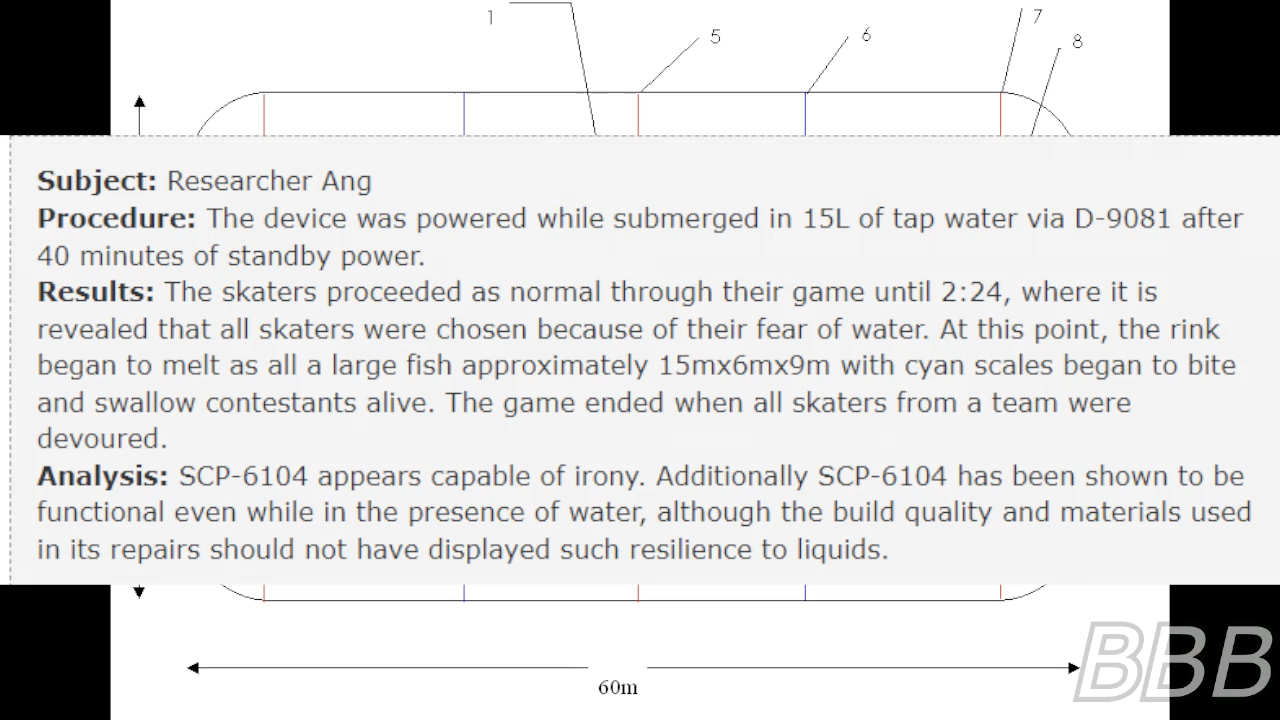 1
5
6
7
8
Subject: Researcher Ang
Procedure: The device was powered while submerged in 15L of tap water via D-9081 after
40 minutes of standby power.
Results: The skaters proceeded as normal through their game until 2:24, where it is
revealed that all skaters were chosen because of their fear of water. At this point, the rink
began to melt as all a large fish approximately 15mx6mx9m with cyan scales began to bite
and swallow contestants alive. The game ended when all skaters from a team were
devoured.
Analysis: SCP-6104 appears capable of irony. Additionally SCP-6104 has been shown to be
functional even while in the presence of water, although the build quality and materials used
in its repairs should not have displayed such resilience to liquids.
60m
BBB